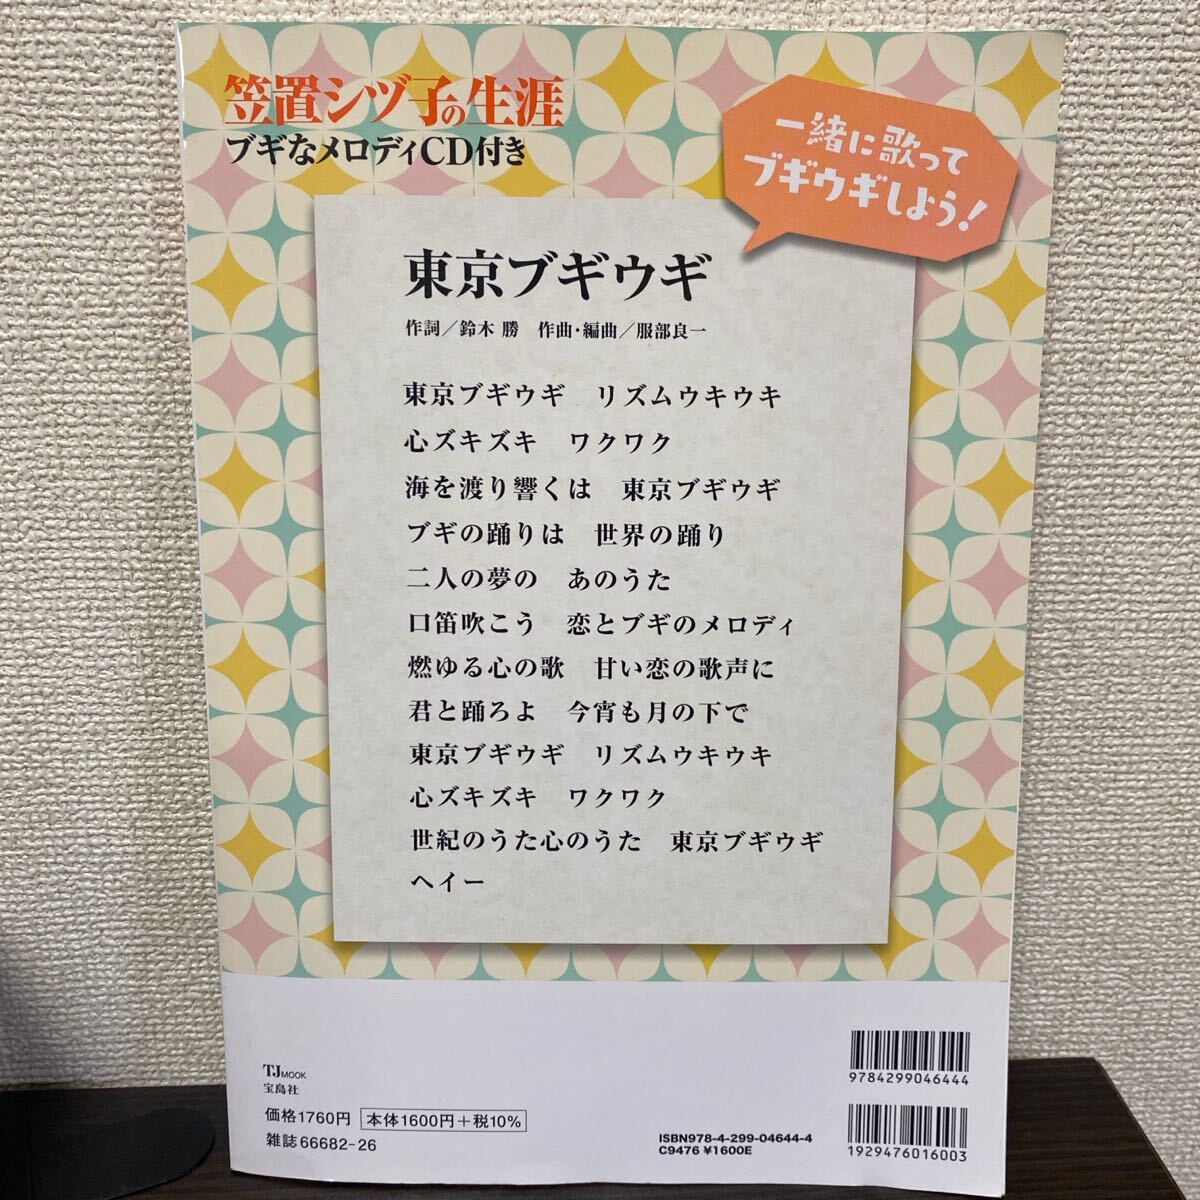 笠置シヅ子の生涯
ブギなメロディCD付き
一緒に歌って
ブギウギしよう!
東京ブギウギ
作詞／鈴木 勝　作曲・編曲／服部良一
東京ブギウギ　リズムウキウキ
心ズキズキ　ワクワク
海を渡り響くは　東京ブギウギ
ブギの踊りは　世界の踊り
二人の夢の　あのうた
口笛吹こう　恋とブギのメロディ
燃ゆる心の歌　甘い恋の歌声に
君と踊ろよ　今宵も月の下で
東京ブギウギ　リズムウキウキ
心ズキズキ　ワクワク
世紀のうた心のうた　東京ブギウギ
ヘイー
TJ MOOK
宝島社
価格1760円 本体1600円＋税10%
雑誌 66682-26
9784299046444
ISBN978-4-299-04644-4
C9476 ¥1600E
1929476016003